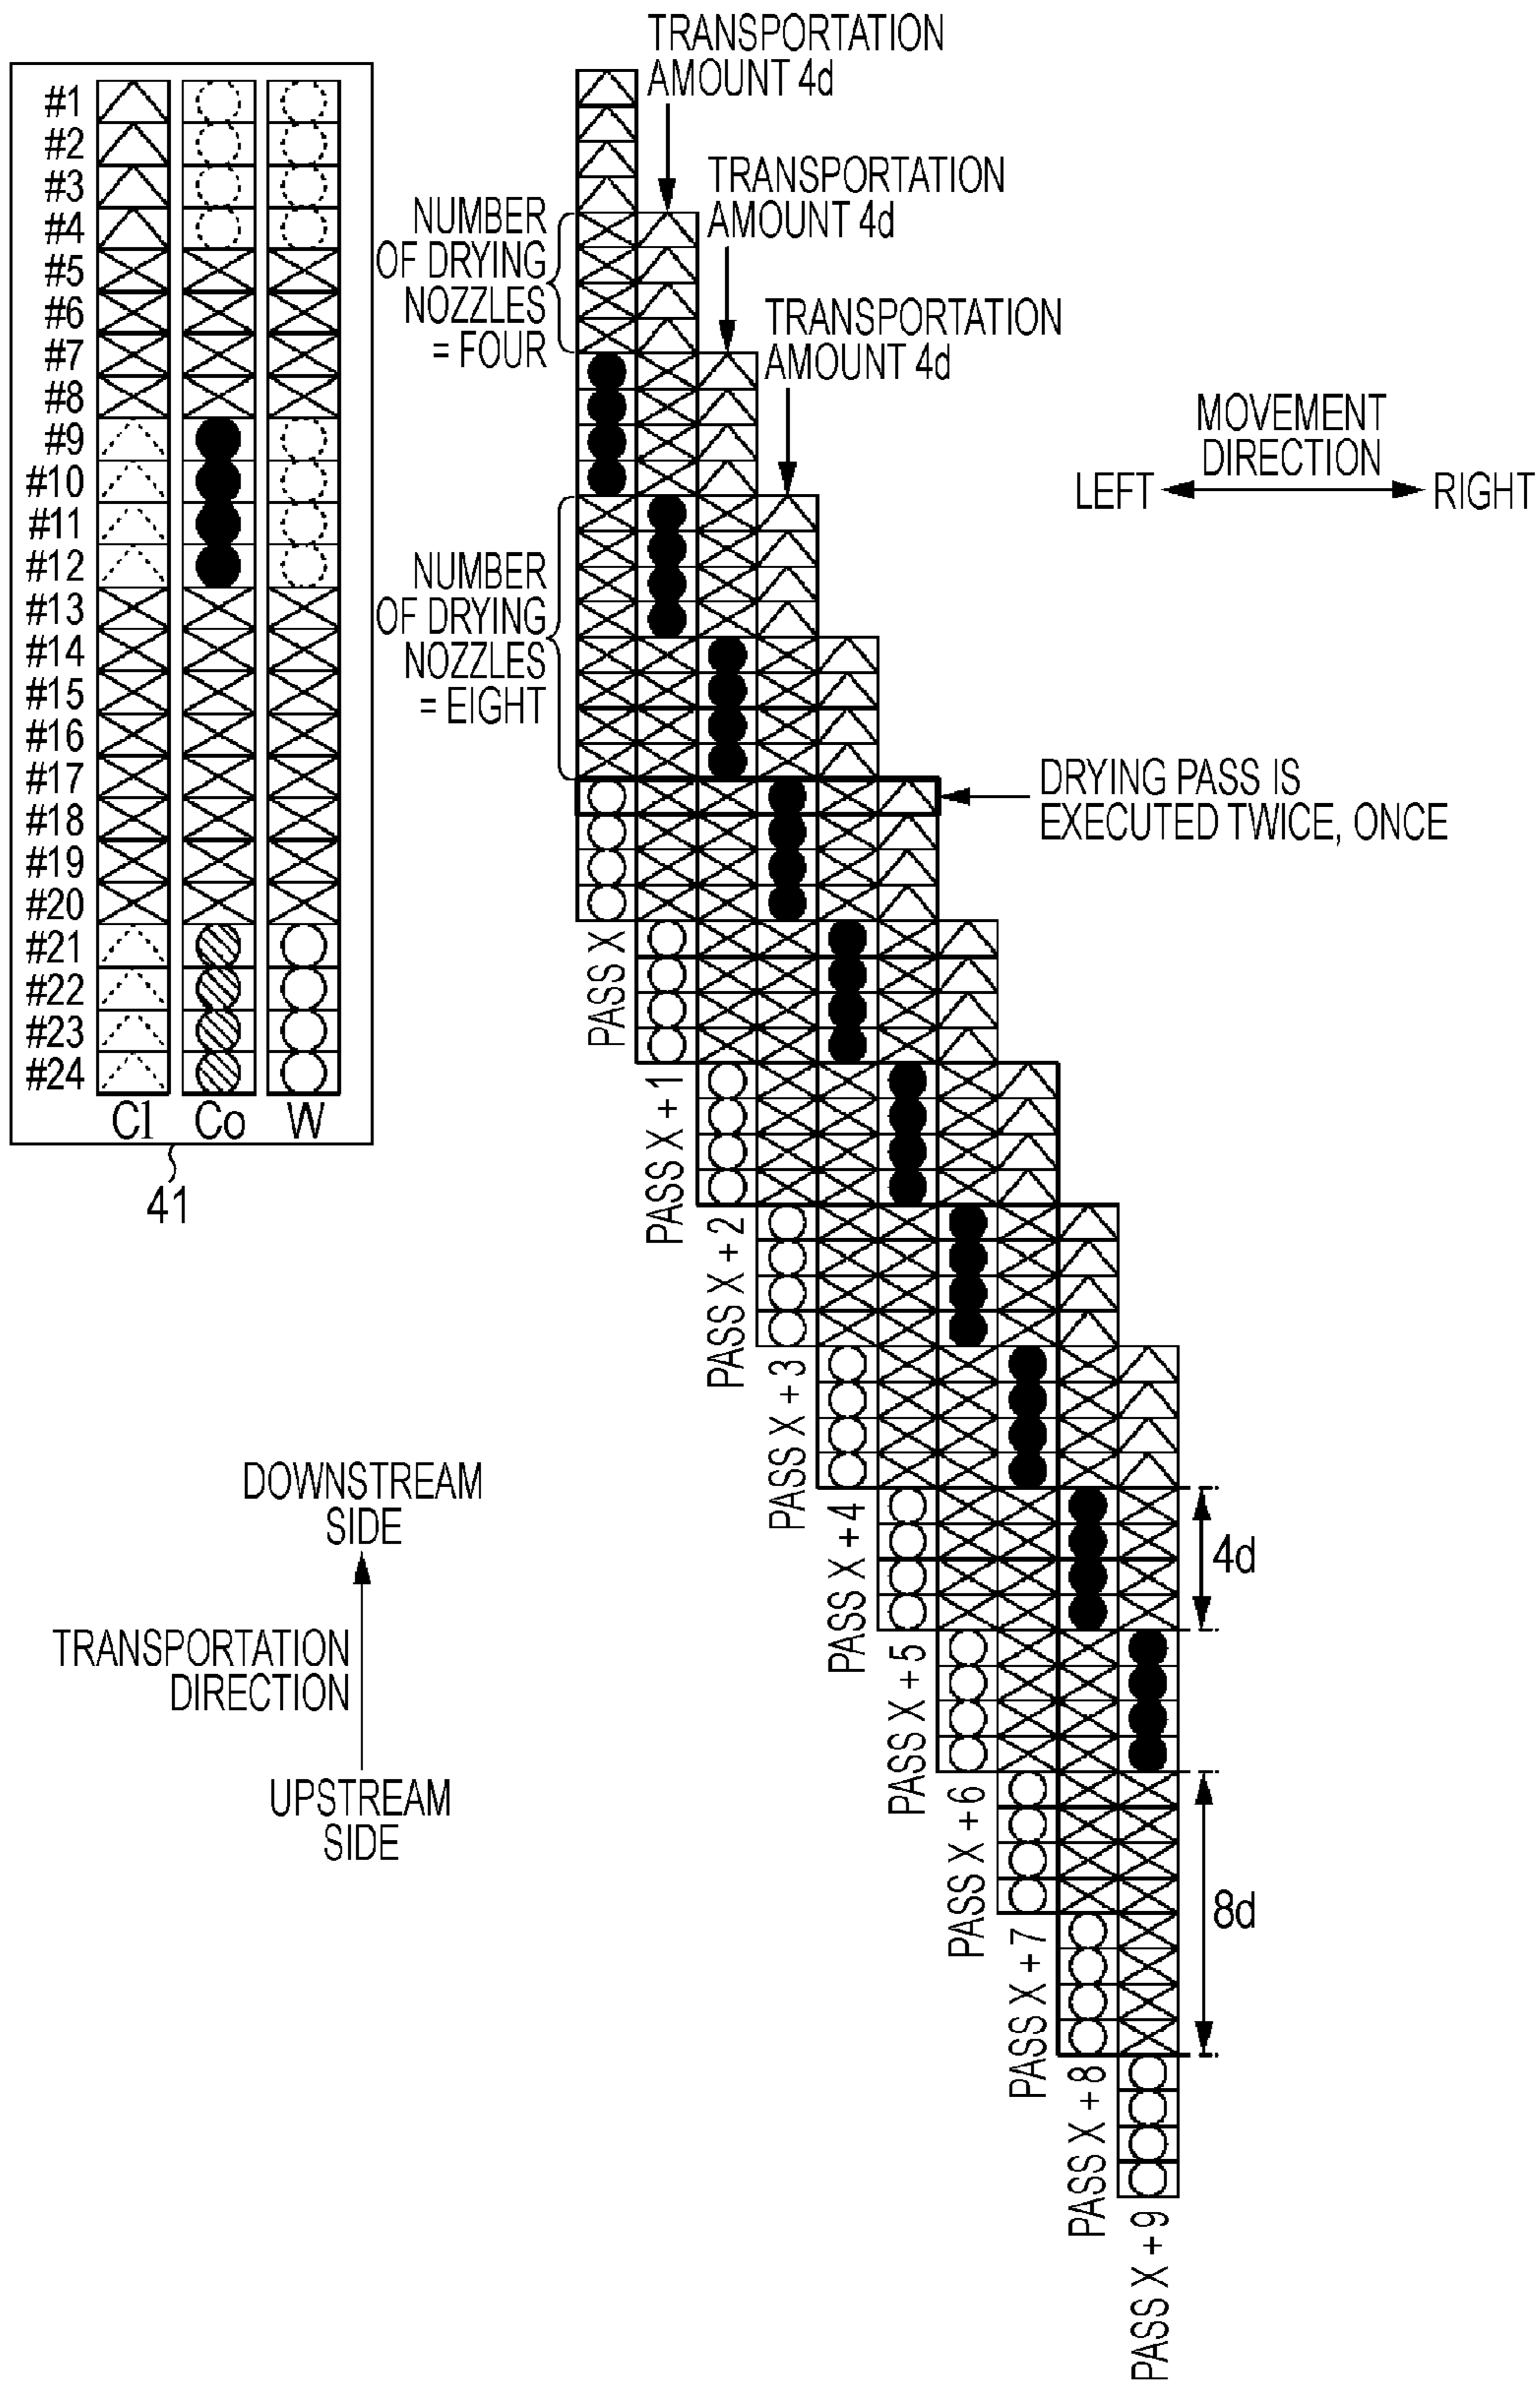 #1
#2
#3
#4
#5
#6
#7
#8
#9
#10
#11
#12
#13
#14
#15
#16
#17
#18
#19
#20
#21
#22
#23
#24
Cl Co W
41
TRANSPORTATION
AMOUNT 4d
TRANSPORTATION
AMOUNT 4d
TRANSPORTATION
AMOUNT 4d
NUMBER
OF DRYING
NOZZLES
= FOUR
NUMBER
OF DRYING
NOZZLES
= EIGHT
MOVEMENT
DIRECTION
LEFT
RIGHT
DRYING PASS IS
EXECUTED TWICE, ONCE
PASS X
PASS X + 1
PASS X + 2
PASS X + 3
PASS X + 4
PASS X + 5
PASS X + 6
PASS X + 7
PASS X + 8
PASS X + 9
4d
8d
DOWNSTREAM
SIDE
TRANSPORTATION
DIRECTION
UPSTREAM
SIDE